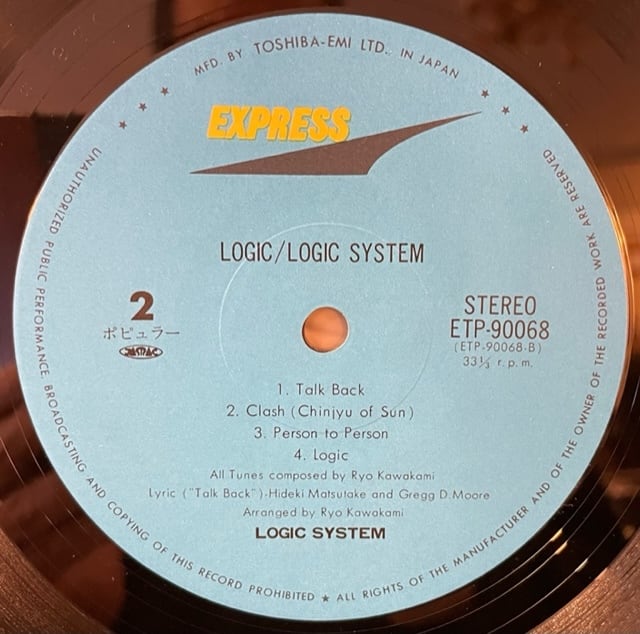 MFD. BY TOSHIBA-EMI LTD. IN JAPAN
★ ★ ★
★ ★ ★
EXPRESS
LOGIC/LOGIC SYSTEM
2
ポピュラー
JASRAC
STEREO
ETP-90068
(ETP-90068-B)
33⅓ r.p.m.
1. Talk Back
2. Clash (Chinjyu of Sun)
3. Person to Person
4. Logic
All Tunes composed by Ryo Kawakami
Lyric ("Talk Back")-Hideki Matsutake and Gregg D. Moore
Arranged by Ryo Kawakami
LOGIC SYSTEM
UNAUTHORIZED PUBLIC PERFORMANCE BROADCASTING AND COPYING OF THIS RECORD PROHIBITED ★ ALL RIGHTS OF THE MANUFACTURER AND OF THE OWNER OF THE RECORDED WORK ARE RESERVED